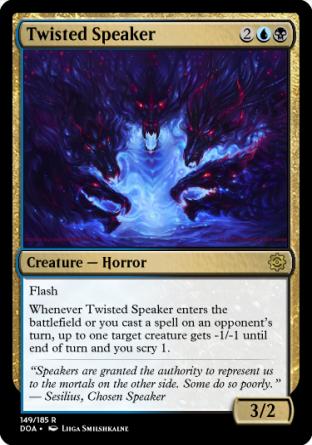 Twisted Speaker 2
Creature — Horror
Flash
Whenever Twisted Speaker enters the
battlefield or you cast a spell on an opponent's
turn, up to one target creature gets -1/-1 until
end of turn and you scry 1.
“Speakers are granted the authority to represent us
to the mortals on the other side. Some do so poorly.”
— Sesilius, Chosen Speaker
3/2
149/185 R
DOA • Liiga Smilshkalne